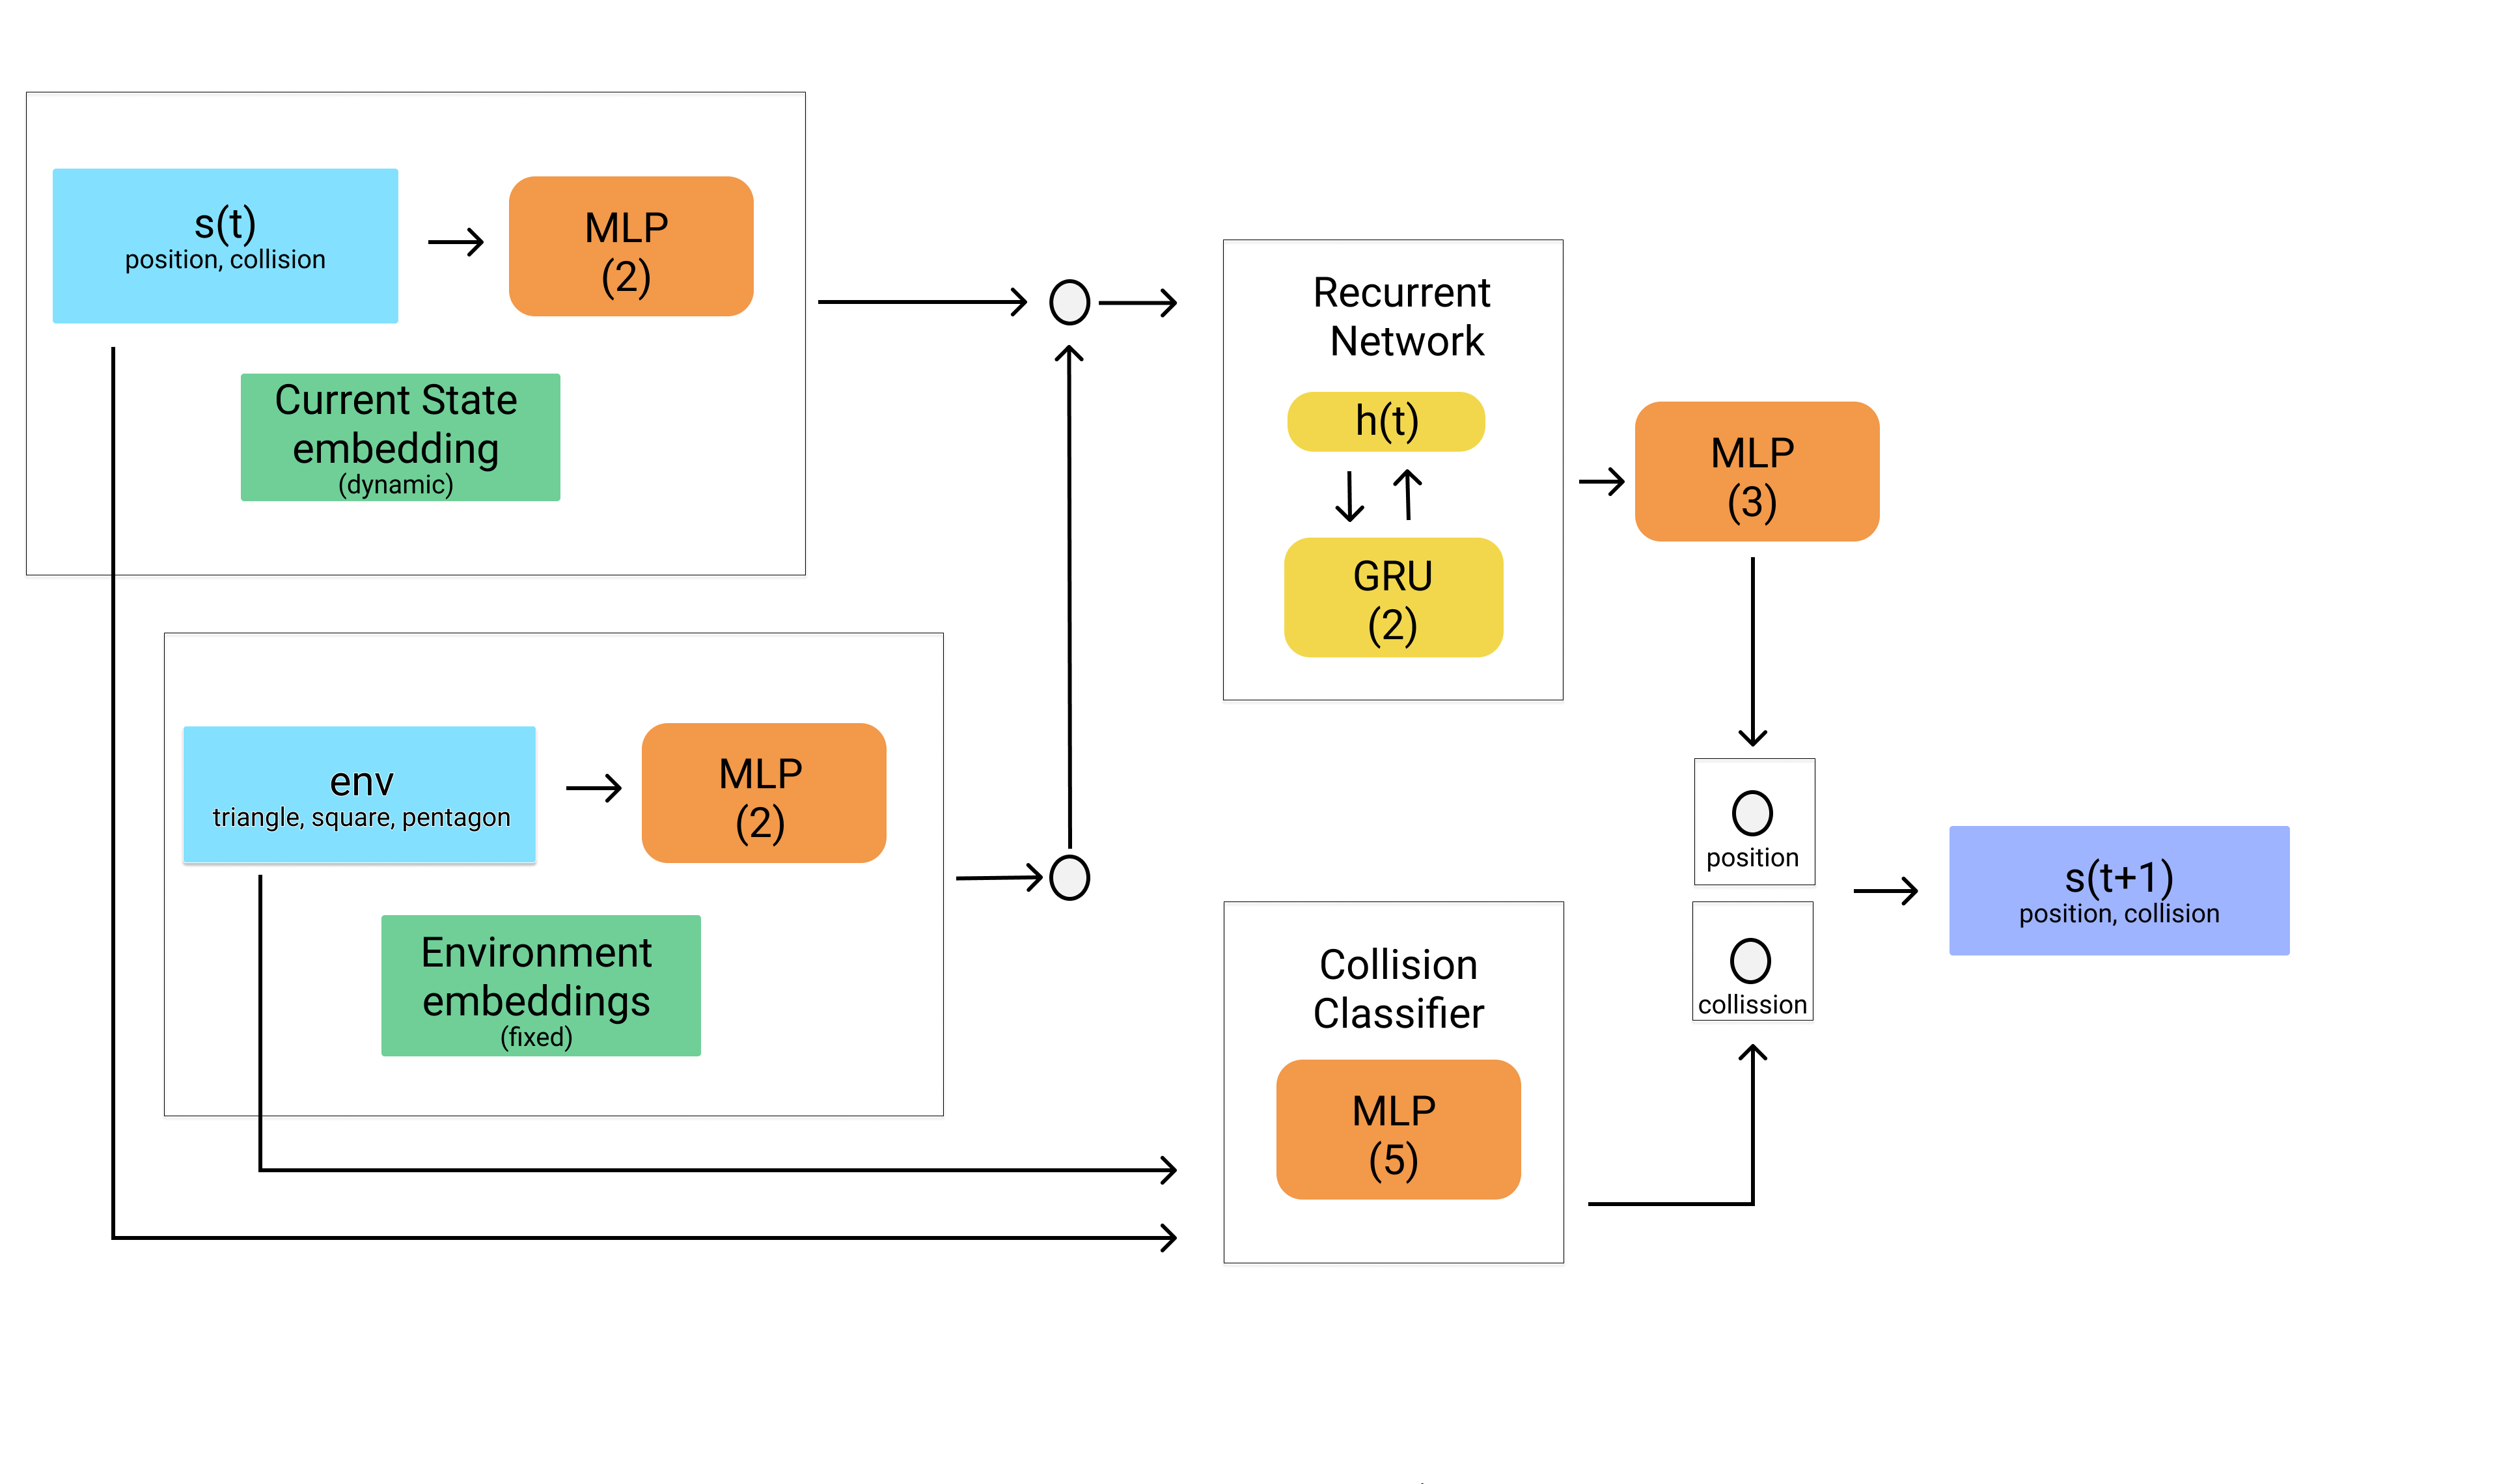 s(t)
position, collision
MLP
(2)
Current State
embedding
(dynamic)
env
triangle, square, pentagon
MLP
(2)
Environment
embeddings
(fixed)
Recurrent
Network
h(t)
GRU
(2)
MLP
(3)
position
collission
Collision
Classifier
MLP
(5)
s(t+1)
position, collision